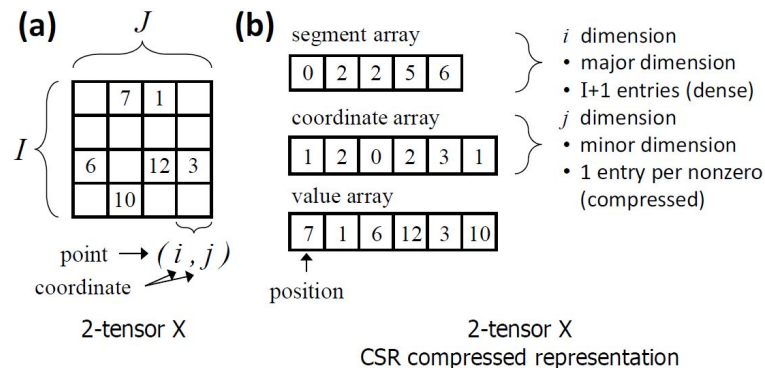 (a)
J
I
7 1
6 12 3
10
point → (i, j)
coordinate
2-tensor X
(b)
segment array
0 2 2 5 6
i dimension
• major dimension
• I+1 entries (dense)
coordinate array
1 2 0 2 3 1
j dimension
• minor dimension
• 1 entry per nonzero
(compressed)
value array
7 1 6 12 3 10
position
2-tensor X
CSR compressed representation